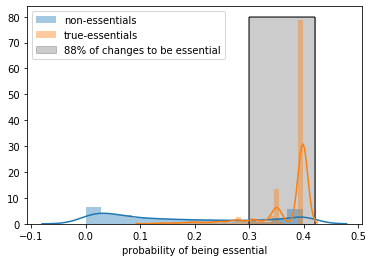 non-essentials
true-essentials
88% of changes to be essential
80
70
60
50
40
30
20
10
0
−0.1 0.0 0.1 0.2 0.3 0.4 0.5
probability of being essential